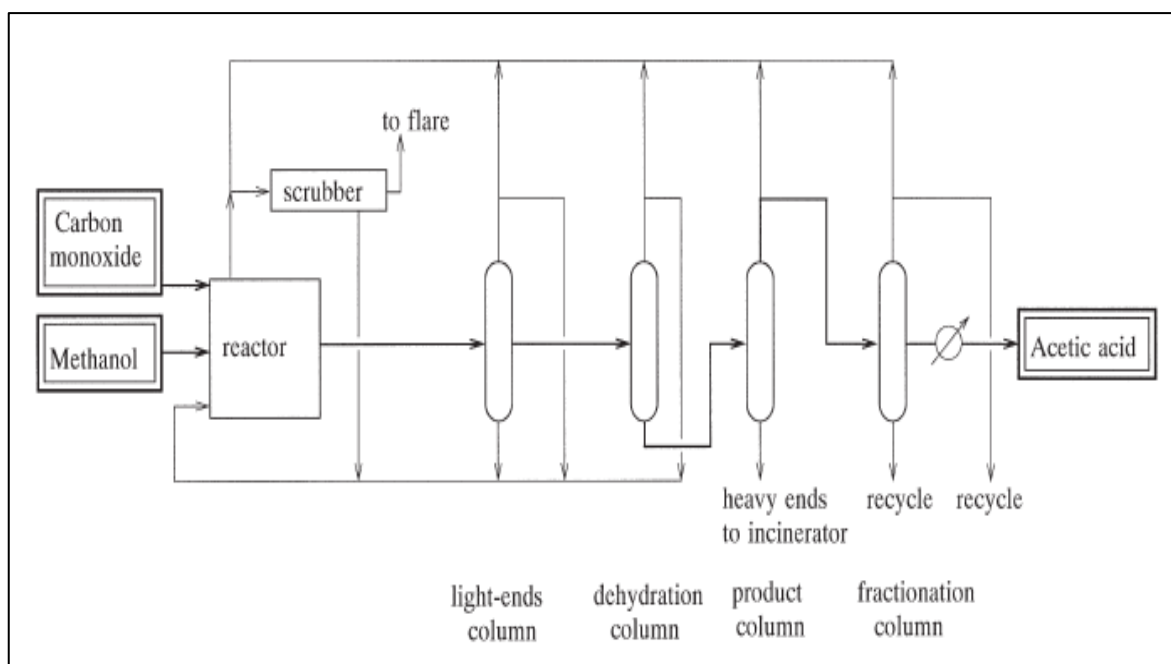 to flare
scrubber
Carbon
monoxide
reactor
Methanol
Acetic acid
heavy ends
to incinerator
recycle
recycle
light-ends
column
dehydration
column
product
column
fractionation
column